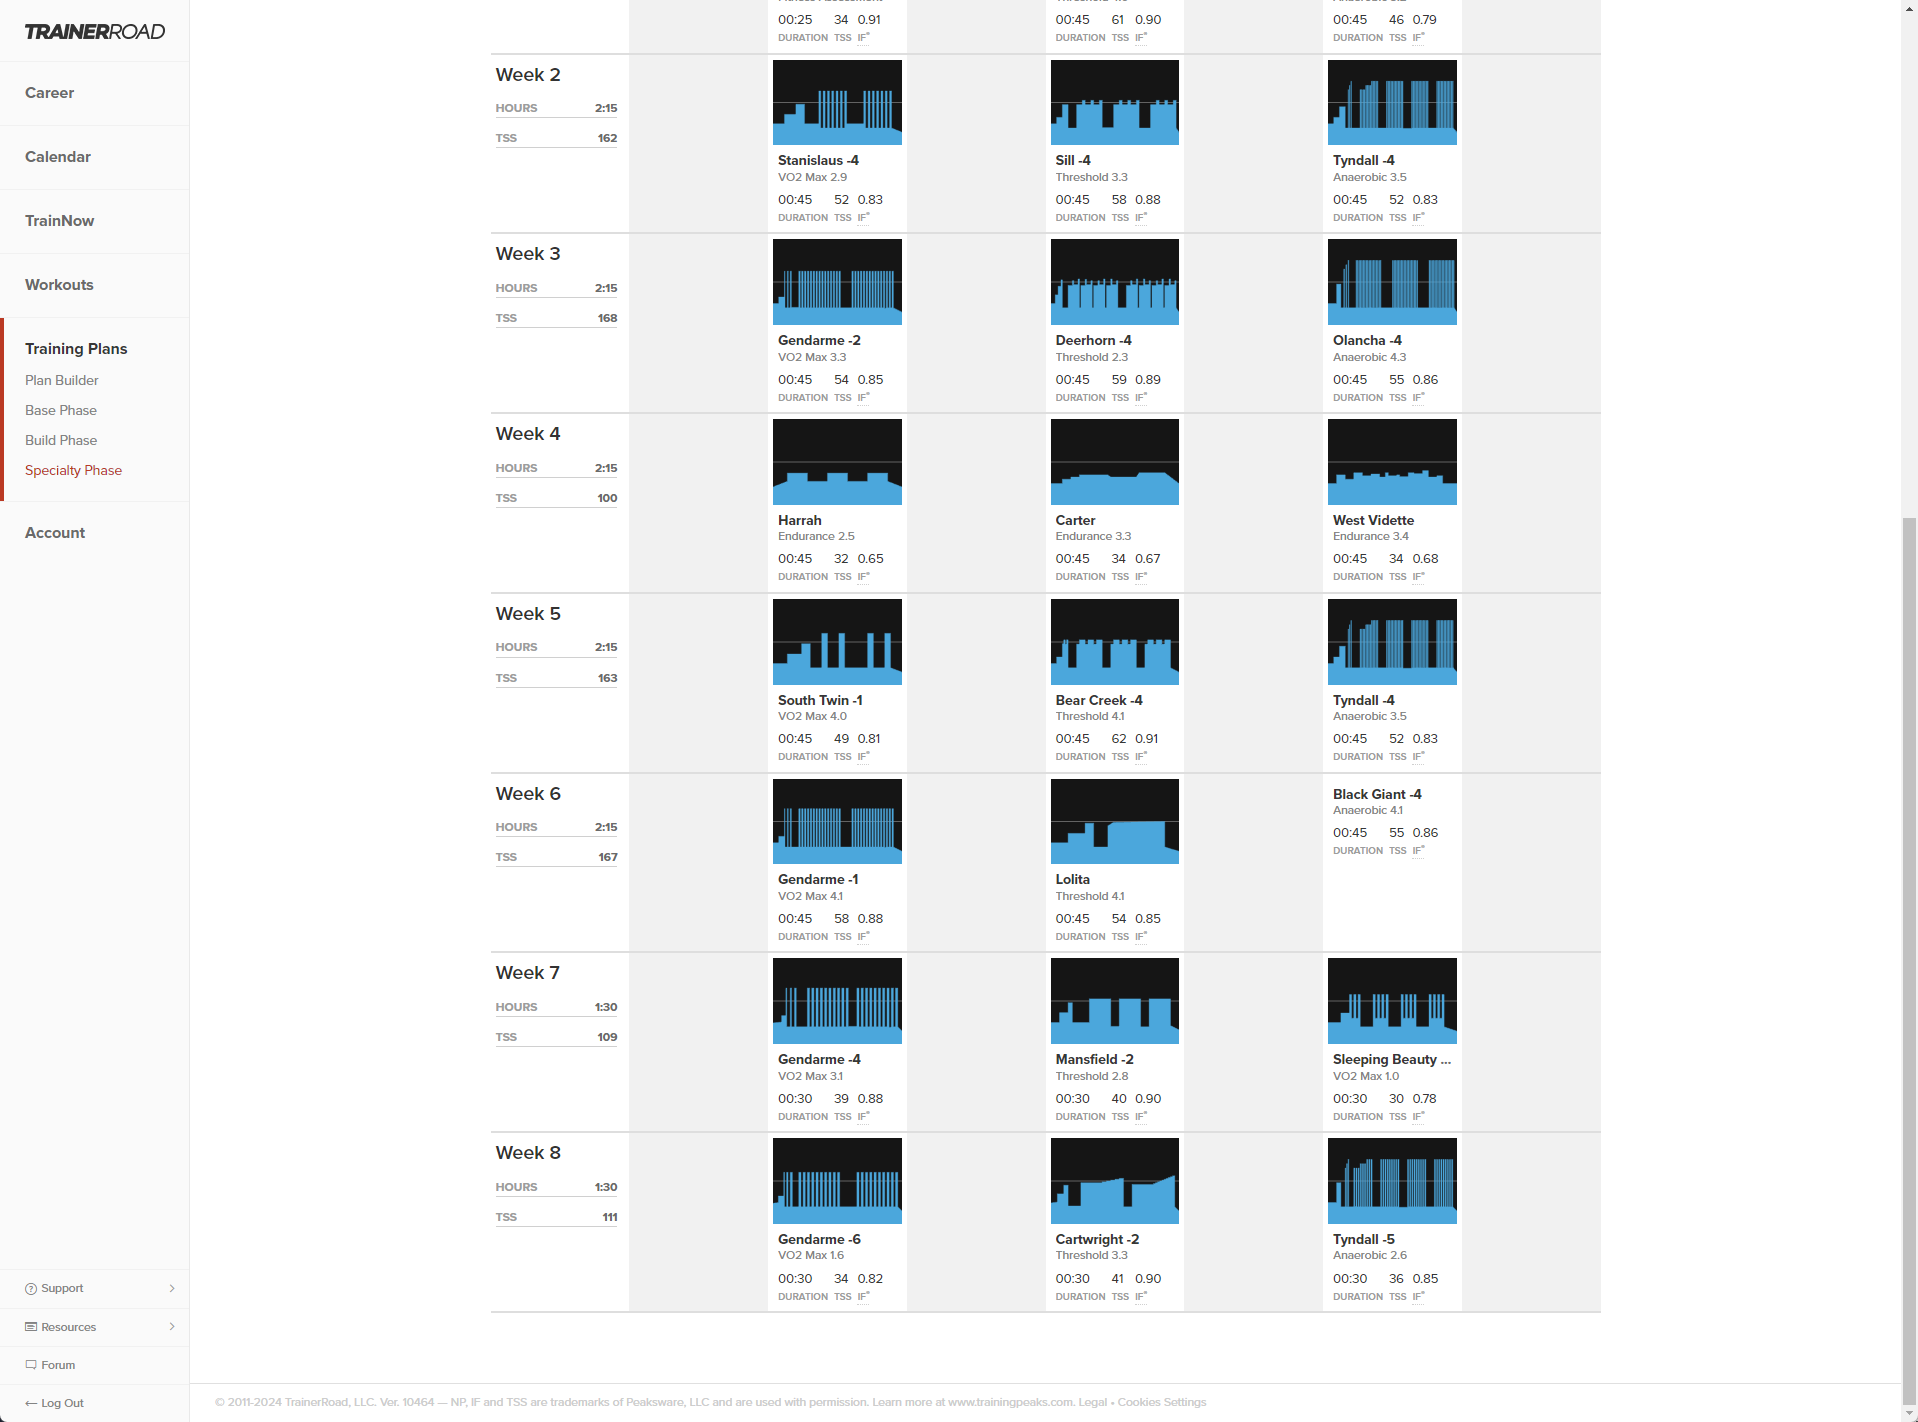 TRAINERROAD
Career
Calendar
TrainNow
Workouts
Training Plans
Plan Builder
Base Phase
Build Phase
Specialty Phase
Account
Support
Resources
Forum
Log Out
00:25 34 0.91
DURATION TSS IF®
00:45 61 0.90
DURATION TSS IF®
00:45 46 0.79
DURATION TSS IF®
Week 2
HOURS 2:15
TSS 162
Stanislaus -4
VO2 Max 2.9
00:45 52 0.83
DURATION TSS IF®
Sill -4
Threshold 3.3
00:45 58 0.88
DURATION TSS IF®
Tyndall -4
Anaerobic 3.5
00:45 52 0.83
DURATION TSS IF®
Week 3
HOURS 2:15
TSS 168
Gendarme -2
VO2 Max 3.3
00:45 54 0.85
DURATION TSS IF®
Deerhorn -4
Threshold 2.3
00:45 59 0.89
DURATION TSS IF®
Olancha -4
Anaerobic 4.3
00:45 55 0.86
DURATION TSS IF®
Week 4
HOURS 2:15
TSS 100
Harrah
Endurance 2.5
00:45 32 0.65
DURATION TSS IF®
Carter
Endurance 3.3
00:45 34 0.67
DURATION TSS IF®
West Vidette
Endurance 3.4
00:45 34 0.68
DURATION TSS IF®
Week 5
HOURS 2:15
TSS 163
South Twin -1
VO2 Max 4.0
00:45 49 0.81
DURATION TSS IF®
Bear Creek -4
Threshold 4.1
00:45 62 0.91
DURATION TSS IF®
Tyndall -4
Anaerobic 3.5
00:45 52 0.83
DURATION TSS IF®
Week 6
HOURS 2:15
TSS 167
Gendarme -1
VO2 Max 4.1
00:45 58 0.88
DURATION TSS IF®
Lolita
Threshold 4.1
00:45 54 0.85
DURATION TSS IF®
Black Giant -4
Anaerobic 4.1
00:45 55 0.86
DURATION TSS IF®
Week 7
HOURS 1:30
TSS 109
Gendarme -4
VO2 Max 3.1
00:30 39 0.88
DURATION TSS IF®
Mansfield -2
Threshold 2.8
00:30 40 0.90
DURATION TSS IF®
Sleeping Beauty ...
VO2 Max 1.0
00:30 30 0.78
DURATION TSS IF®
Week 8
HOURS 1:30
TSS 111
Gendarme -6
VO2 Max 1.6
00:30 34 0.82
DURATION TSS IF®
Cartwright -2
Threshold 3.3
00:30 41 0.90
DURATION TSS IF®
Tyndall -5
Anaerobic 2.6
00:30 36 0.85
DURATION TSS IF®
© 2011-2024 TrainerRoad, LLC. Ver. 10464 — NP, IF and TSS are trademarks of Peaksware, LLC and are used with permission. Learn more at www.trainingpeaks.com. Legal • Cookies Settings